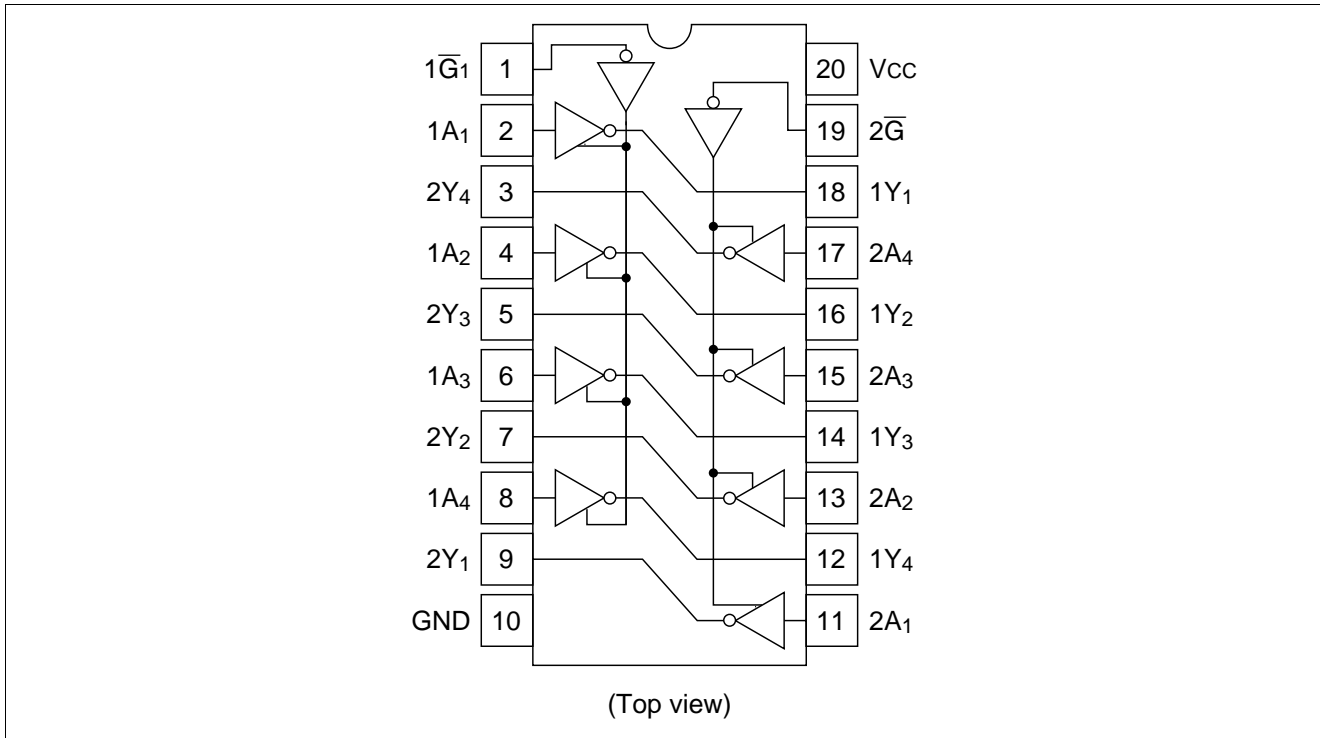 1G̅1 1 20 VCC
1A1 2 19 2G̅
2Y4 3 18 1Y1
1A2 4 17 2A4
2Y3 5 16 1Y2
1A3 6 15 2A3
2Y2 7 14 1Y3
1A4 8 13 2A2
2Y1 9 12 1Y4
GND 10 11 2A1
(Top view)